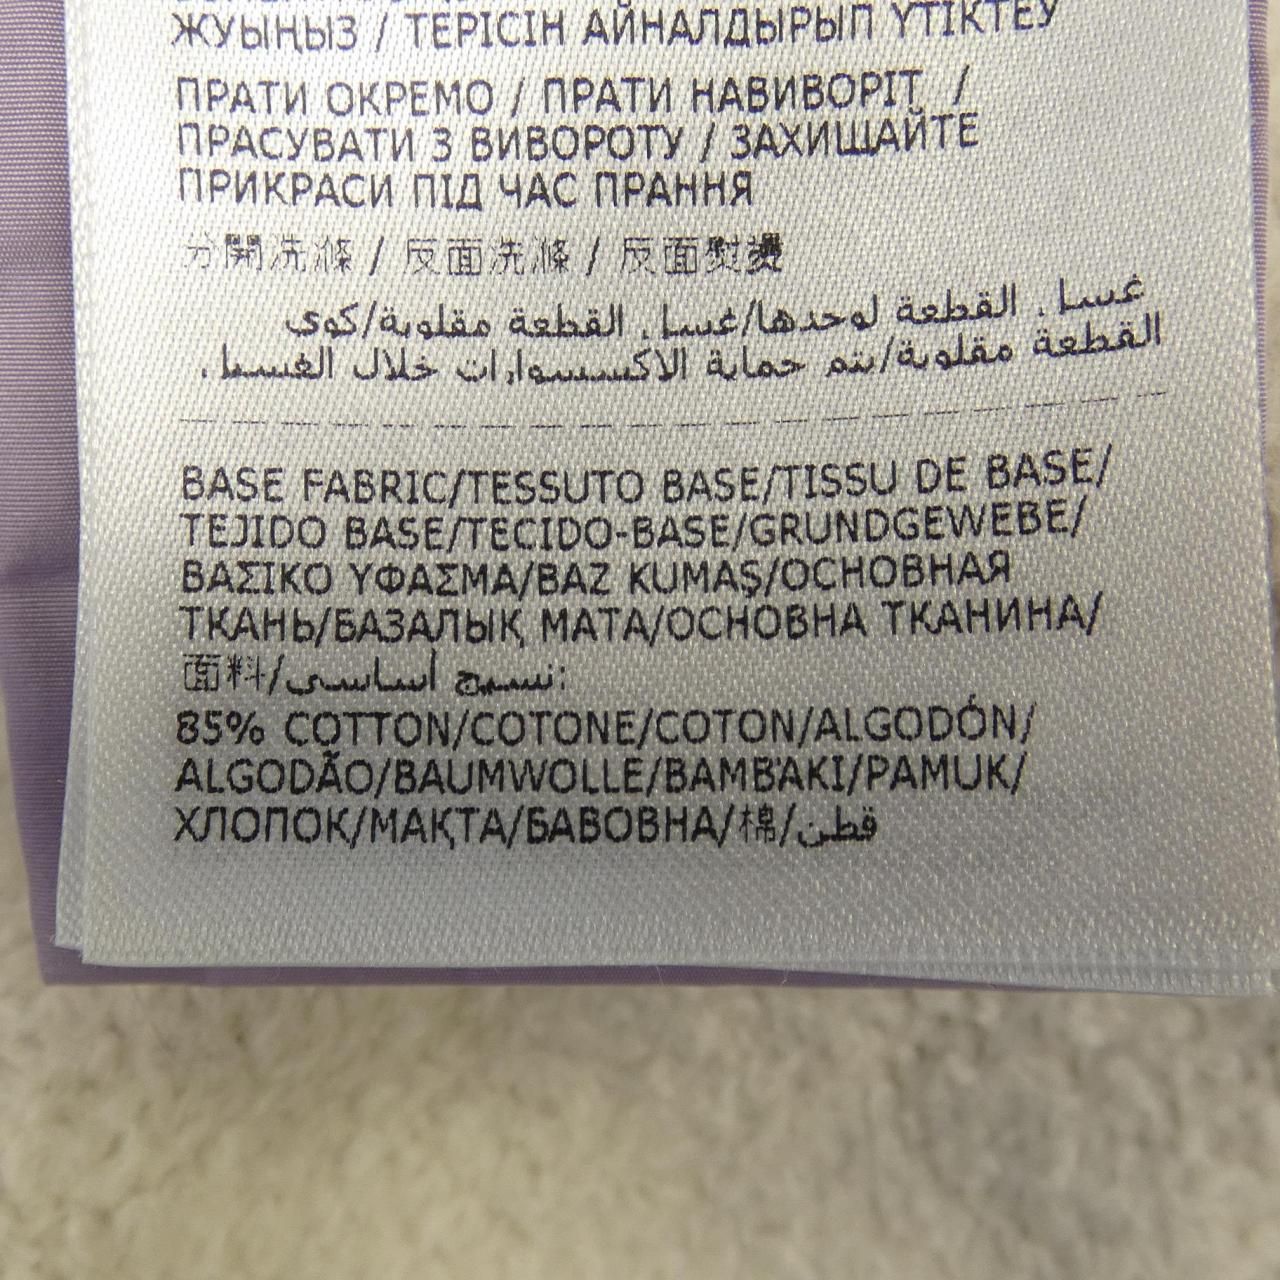 ЖУЫҢЫЗ / ТЕРІСІН АЙНАЛДЫРЫП ҮТІКТЕУ
ПРАТИ ОКРЕМО / ПРАТИ НАВИВОРІТ /
ПРАСУВАТИ З ВИВОРОТУ / ЗАХИЩАЙТЕ
ПРИКРАСИ ПІД ЧАС ПРАННЯ
分開洗滌 / 反面洗滌 / 反面熨燙
غسل القطعة لوحدها/غسل القطعة مقلوبة/كوي
القطعة مقلوبة/يتم حماية الاكسسوارات خلال الغسيل.
BASE FABRIC/TESSUTO BASE/TISSU DE BASE/
TEJIDO BASE/TECIDO-BASE/GRUNDGEWEBE/
ΒΑΣΙΚΟ ΥΦΑΣΜΑ/BAZ KUMAŞ/ОСНОВНАЯ
ТКАНЬ/БАЗАЛЫҚ МАТА/ОСНОВНА ТКАНИНА/
面料/نسيج أساسي:
85% COTTON/COTONE/COTON/ALGODÓN/
ALGODÃO/BAUMWOLLE/ΒΑΜΒΆΚΙ/PAMUK/
ХЛОПОК/МАҚТА/БАВОВНА/棉/قطن